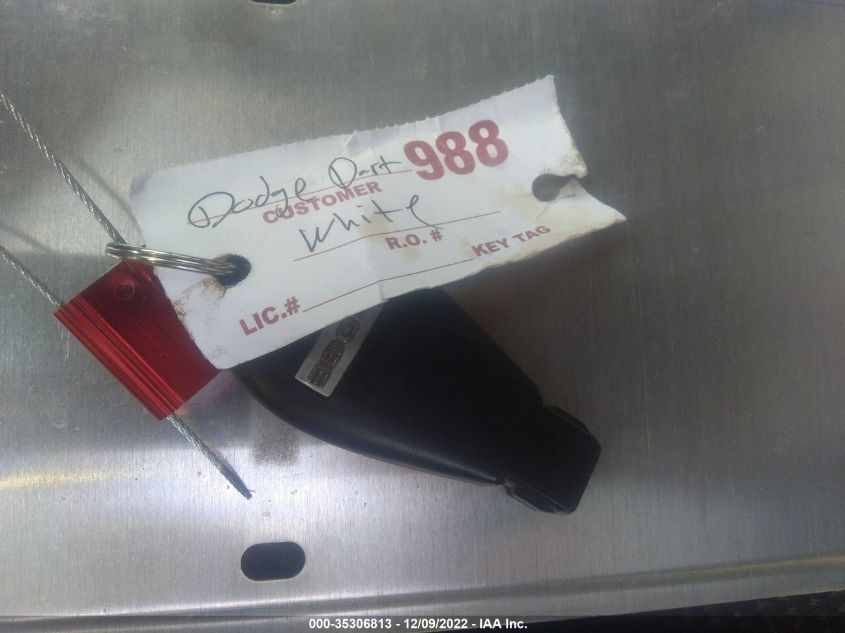 988
Dodge Dart
CUSTOMER
White
R.O. #
KEY TAG
LIC.#
000-35306813 - 12/09/2022 - IAA Inc.